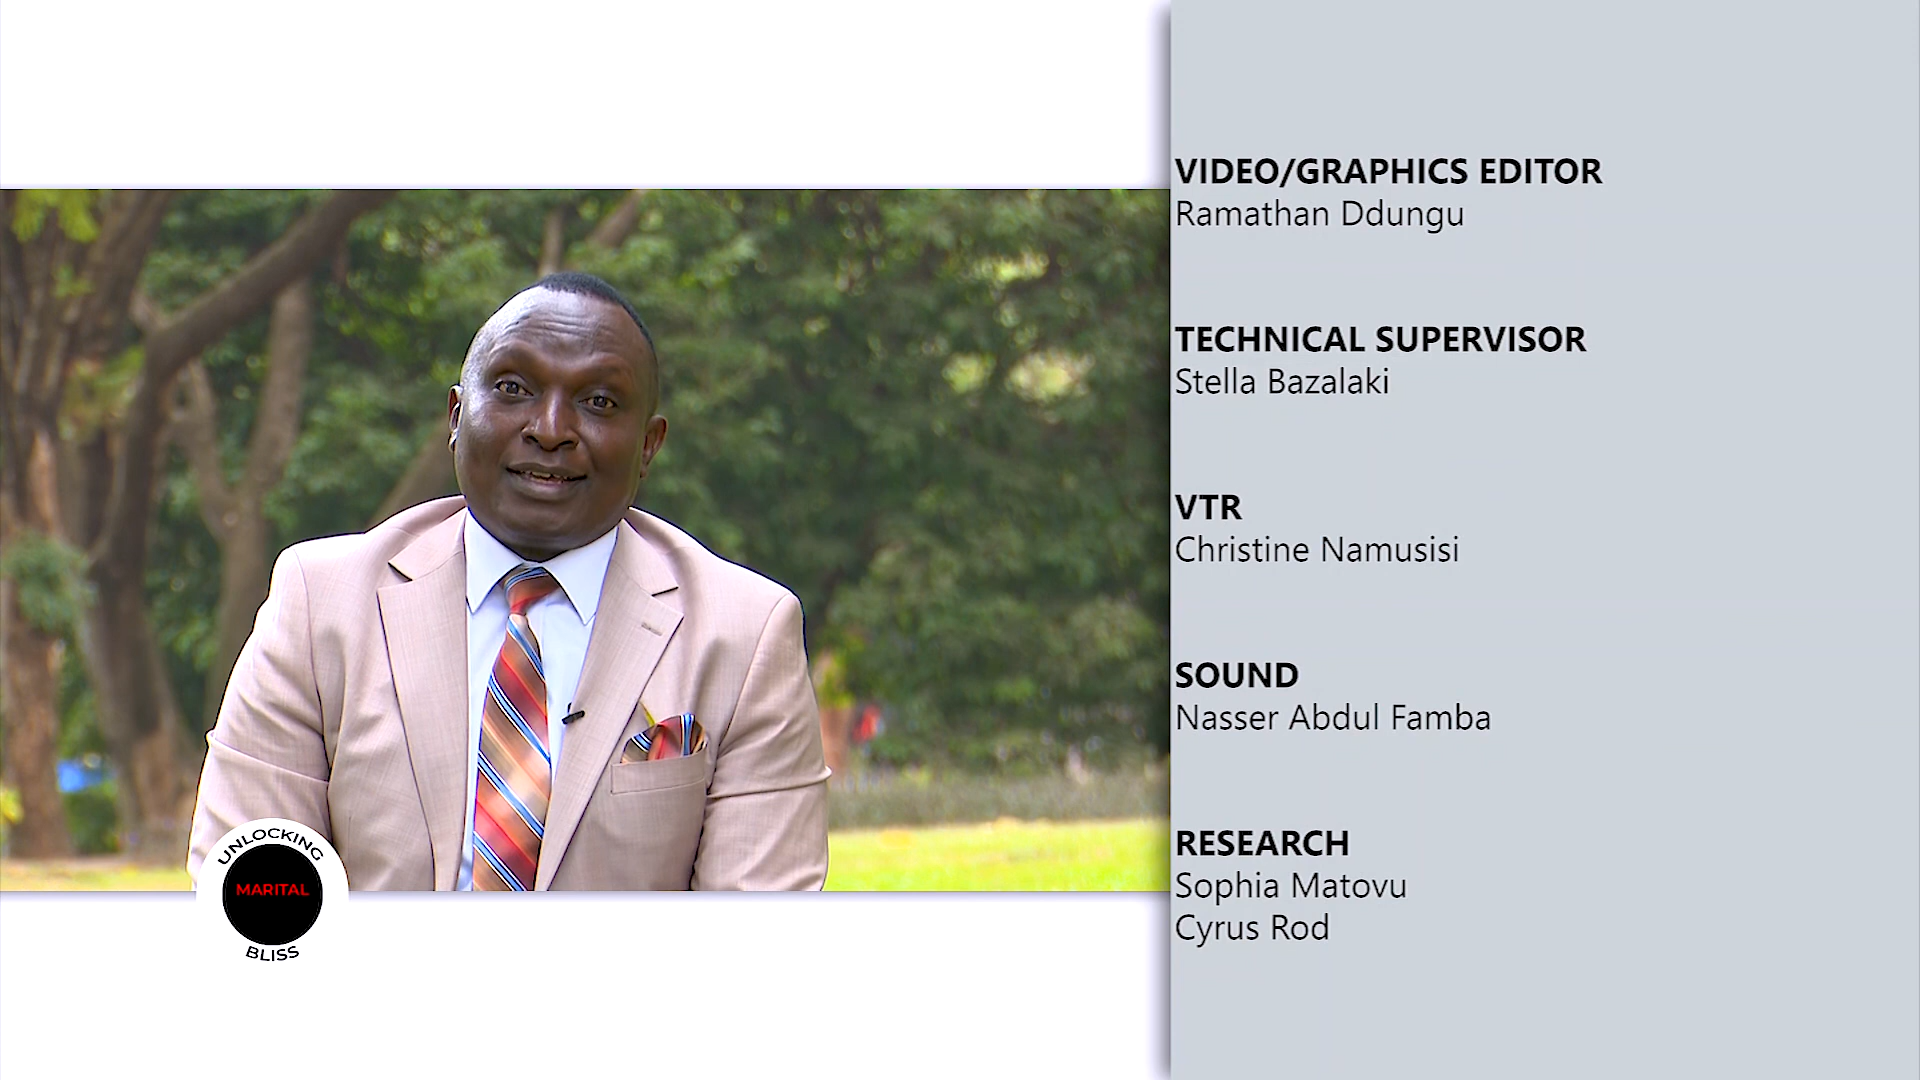 VIDEO/GRAPHICS EDITOR
Ramathan Ddungu
TECHNICAL SUPERVISOR
Stella Bazalaki
VTR
Christine Namusisi
SOUND
Nasser Abdul Famba
RESEARCH
Sophia Matovu
Cyrus Rod
UNLOCKING
MARITAL
BLISS